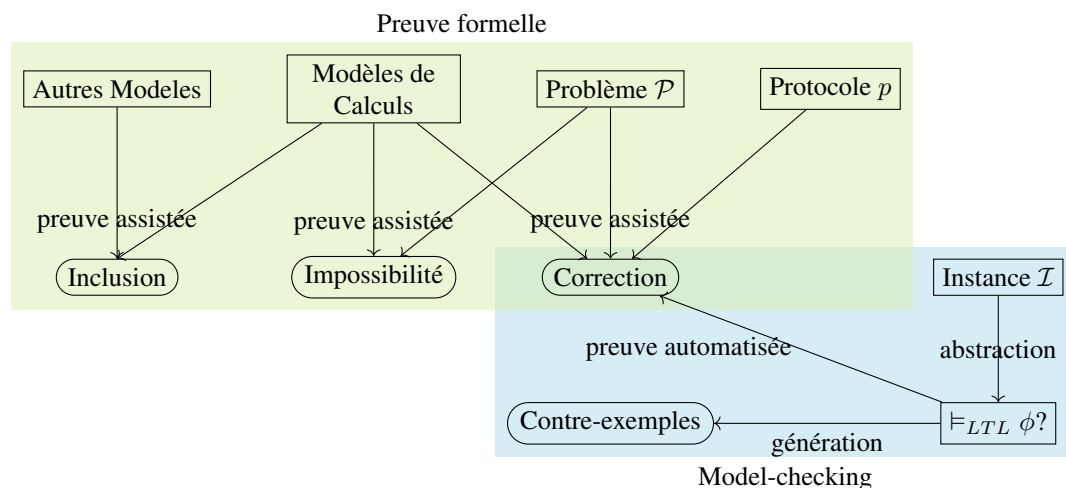 Preuve formelle
Autres Modeles
Modèles de
Calculs
Problème 𝒫
Protocole p
preuve assistée
preuve assistée
preuve assistée
Inclusion
Impossibilité
Correction
Instance ℐ
preuve automatisée
abstraction
Contre-exemples
génération
⊨LTL ϕ?
Model-checking